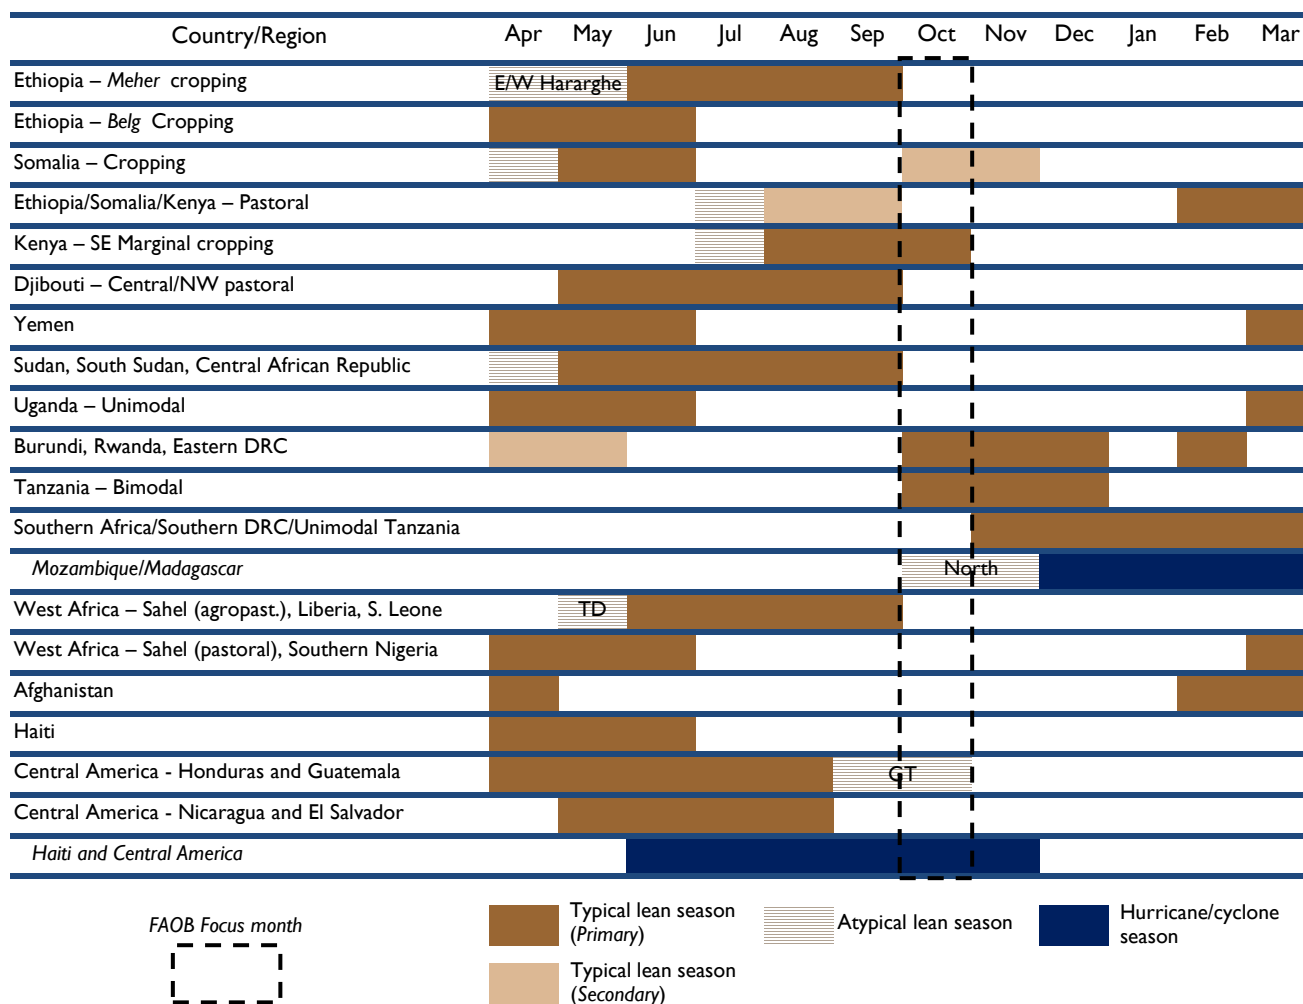 Country/Region Apr May Jun Jul Aug Sep Oct Nov Dec Jan Feb Mar
Ethiopia – Meher cropping E/W Hararghe
Ethiopia – Belg Cropping
Somalia – Cropping
Ethiopia/Somalia/Kenya – Pastoral
Kenya – SE Marginal cropping
Djibouti – Central/NW pastoral
Yemen
Sudan, South Sudan, Central African Republic
Uganda – Unimodal
Burundi, Rwanda, Eastern DRC
Tanzania – Bimodal
Southern Africa/Southern DRC/Unimodal Tanzania
Mozambique/Madagascar North
West Africa – Sahel (agropast.), Liberia, S. Leone TD
West Africa – Sahel (pastoral), Southern Nigeria
Afghanistan
Haiti
Central America - Honduras and Guatemala GT
Central America - Nicaragua and El Salvador
Haiti and Central America
FAOB Focus month
Typical lean season
(Primary)
Typical lean season
(Secondary)
Atypical lean season
Hurricane/cyclone
season